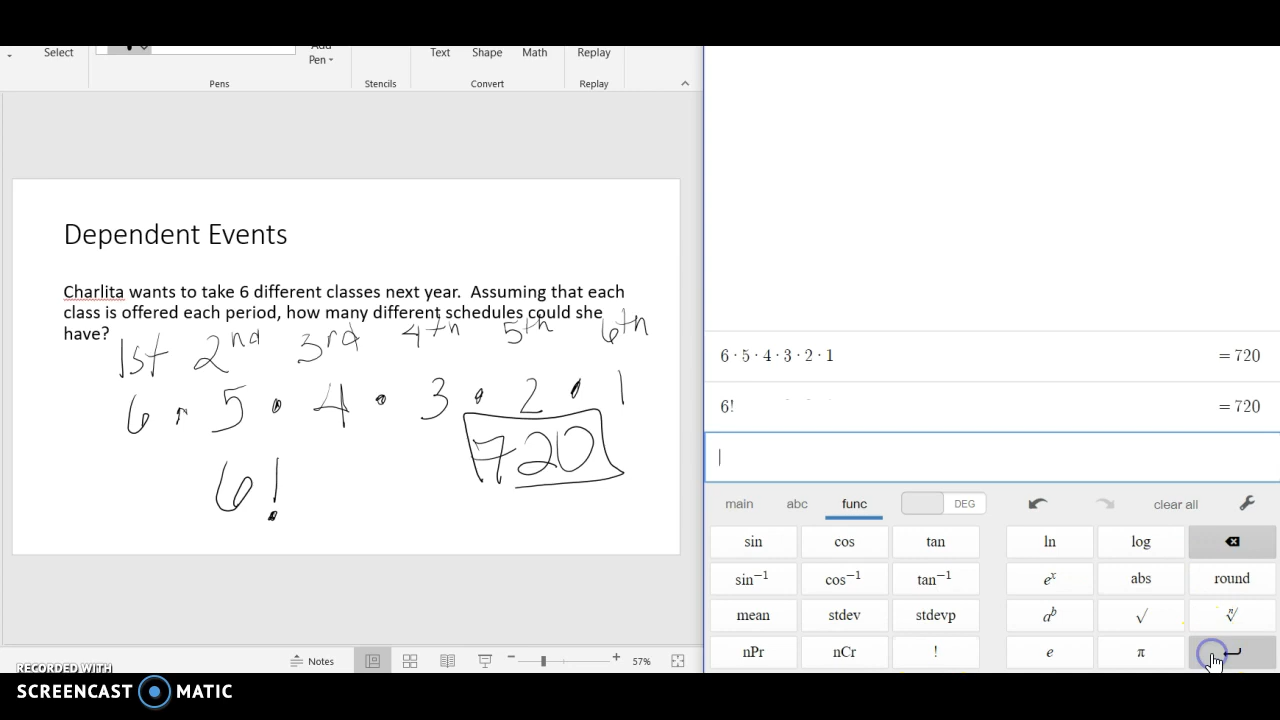 Select
Add
Pen
Text Shape Math Replay
Pens Stencils Convert Replay
Dependent Events
Charlita wants to take 6 different classes next year. Assuming that each
class is offered each period, how many different schedules could she
have?
1st 2nd 3rd 4th 5th 6th
6 · 5 · 4 · 3 · 2 · 1
720
6!
Notes 57%
6 · 5 · 4 · 3 · 2 · 1 = 720
6! = 720
main abc func DEG clear all
sin cos tan ln log
sin⁻¹ cos⁻¹ tan⁻¹ eˣ abs round
mean stdev stdevp aᵇ √ ⁿ√
nPr nCr ! e π
RECORDED WITH
SCREENCAST MATIC